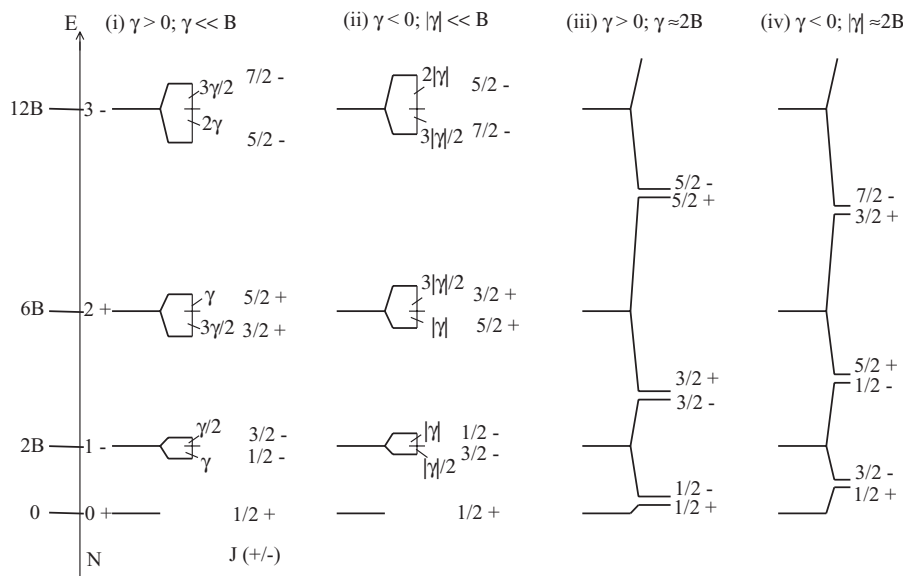 E
(i) γ > 0; γ << B
(ii) γ < 0; |γ| << B
(iii) γ > 0; γ ≈2B
(iv) γ < 0; |γ| ≈2B
12B
3 -
3γ/2
7/2 -
2γ
5/2 -
2|γ|
5/2 -
3|γ|/2
7/2 -
5/2 -
5/2 +
7/2 -
3/2 +
6B
2 +
γ
5/2 +
3γ/2
3/2 +
3|γ|/2
3/2 +
|γ|
5/2 +
3/2 +
3/2 -
5/2 +
1/2 -
2B
1 -
γ/2
3/2 -
γ
1/2 -
|γ|
1/2 -
|γ|/2
3/2 -
1/2 -
1/2 +
3/2 -
1/2 +
0
0 +
1/2 +
1/2 +
N
J (+/-)